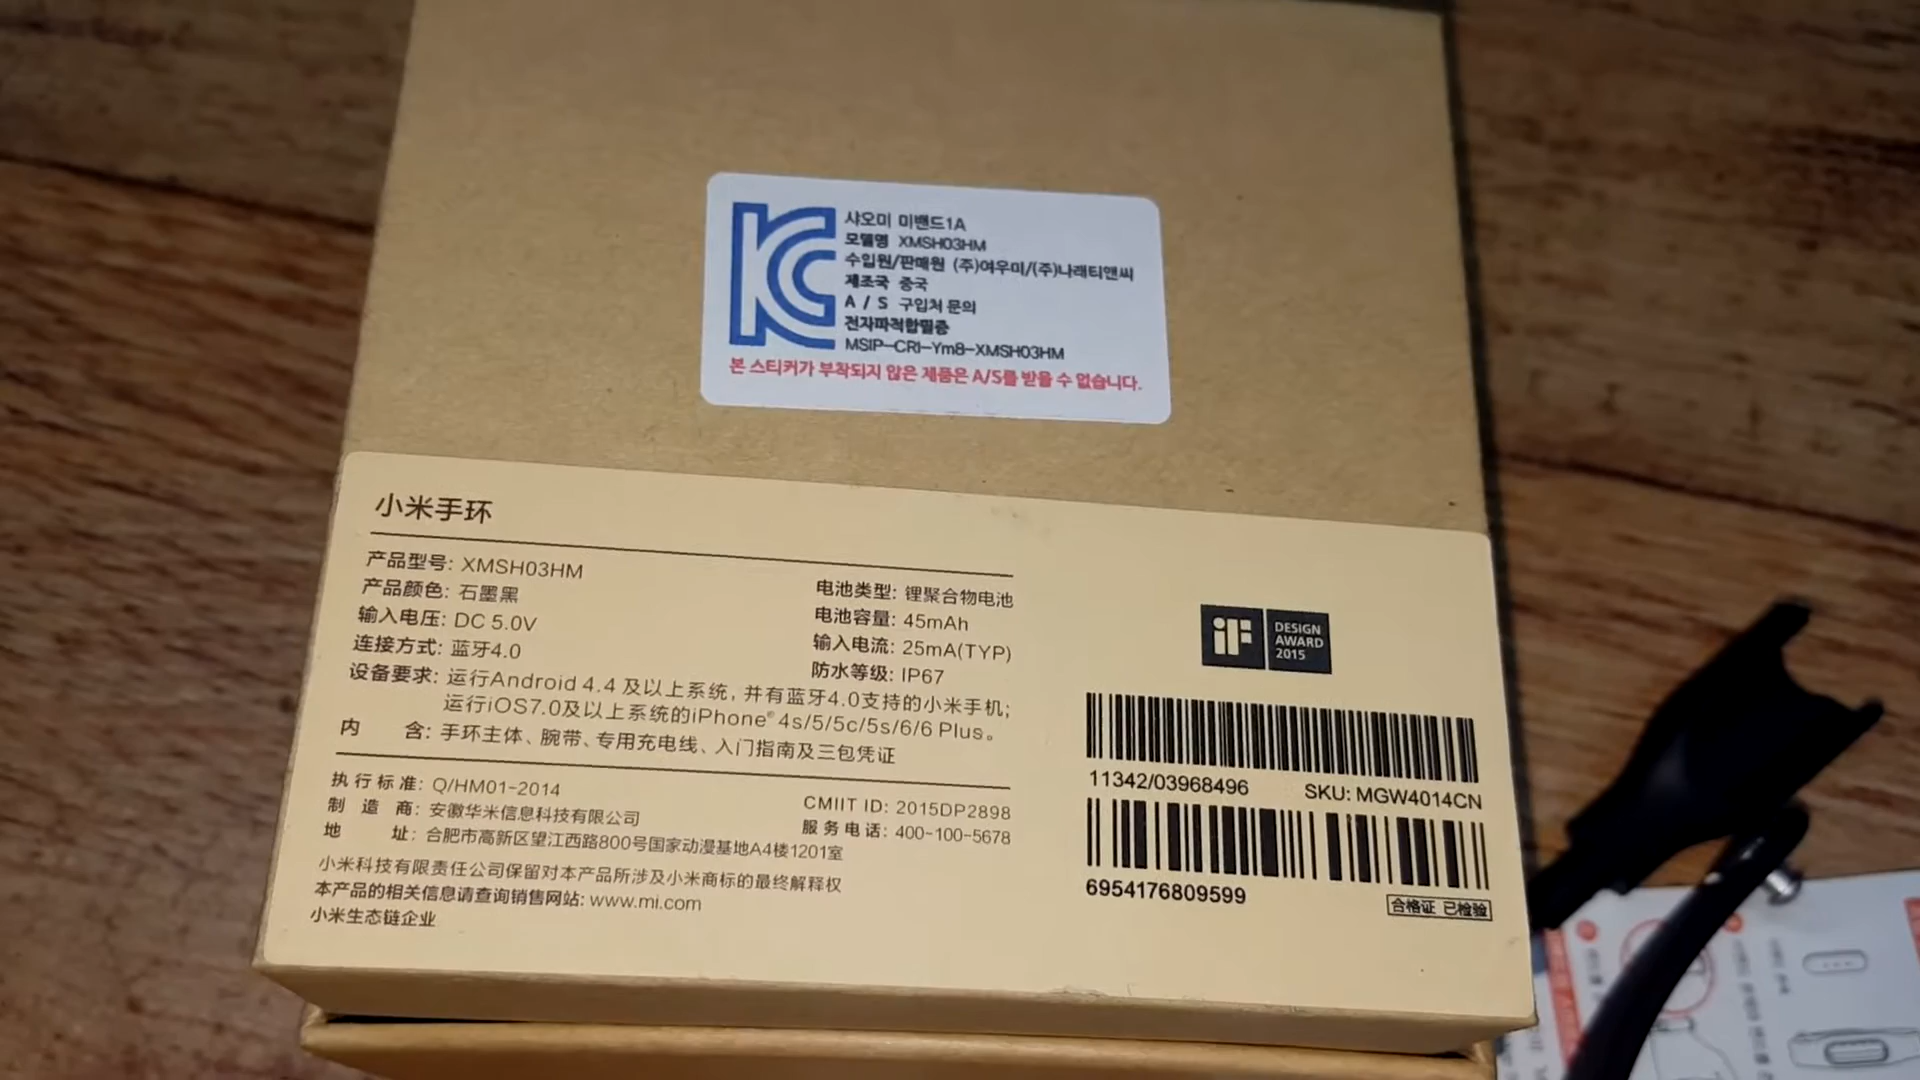 샤오미 미밴드1A
모델명 XMSH03HM
수입원/판매원 (주)여우미/(주)나래티앤씨
제조국 중국
A / S 구입처 문의
전자파적합필증
MSIP-CRI-Ym8-XMSH03HM
본 스티커가 부착되지 않은 제품은 A/S를 받을 수 없습니다.
小米手环
产品型号: XMSH03HM
产品颜色: 石墨黑
输入电压: DC 5.0V
连接方式: 蓝牙4.0
电池类型: 锂聚合物电池
电池容量: 45mAh
输入电流: 25mA(TYP)
防水等级: IP67
设备要求: 运行Android 4.4 及以上系统, 并有蓝牙4.0支持的小米手机;
运行iOS7.0及以上系统的iPhone® 4s/5/5c/5s/6/6 Plus。
内 含: 手环主体、腕带、专用充电线、入门指南及三包凭证
执行标准: Q/HM01-2014
制 造 商: 安徽华米信息科技有限公司
CMIIT ID: 2015DP2898
服务电话: 400-100-5678
地 址: 合肥市高新区望江西路800号国家动漫基地A4楼1201室
小米科技有限责任公司保留对本产品所涉及小米商标的最终解释权
本产品的相关信息请查询销售网站: www.mi.com
小米生态链企业
iF DESIGN
AWARD
2015
11342/03968496 SKU: MGW4014CN
6954176809599
合格证 已检验